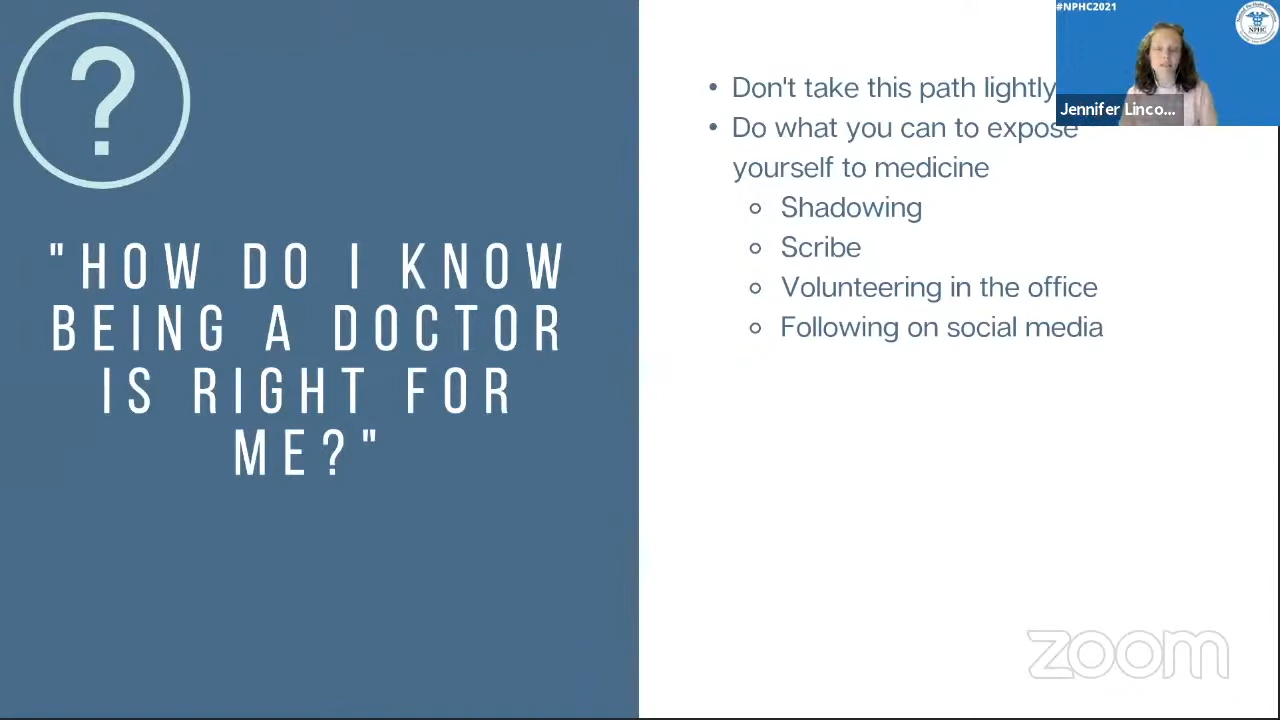 ?
"HOW DO I KNOW
BEING A DOCTOR
IS RIGHT FOR
ME?"
• Don't take this path lightly
• Do what you can to expose
yourself to medicine
Shadowing
Scribe
Volunteering in the office
Following on social media
#NPHC2021
NPHC
Jennifer Linco...
zoom